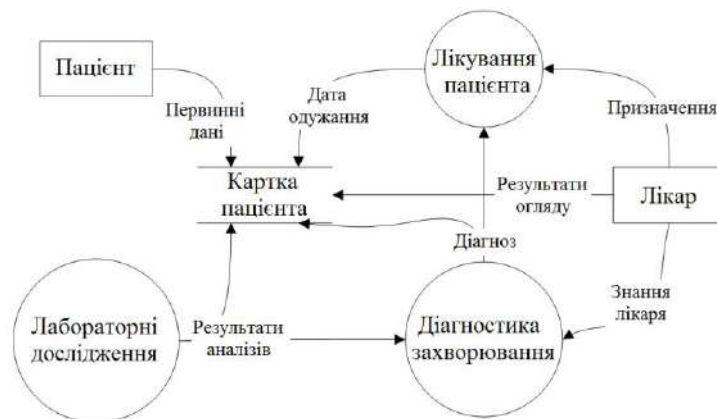 Пацієнт
Лікування
пацієнта
Дата
одужання
Призначення
Первинні
дані
Картка
пацієнта
Результати
огляду
Лікар
Діагноз
Знання
лікаря
Лабораторні
дослідження
Результати
аналізів
Діагностика
захворювання